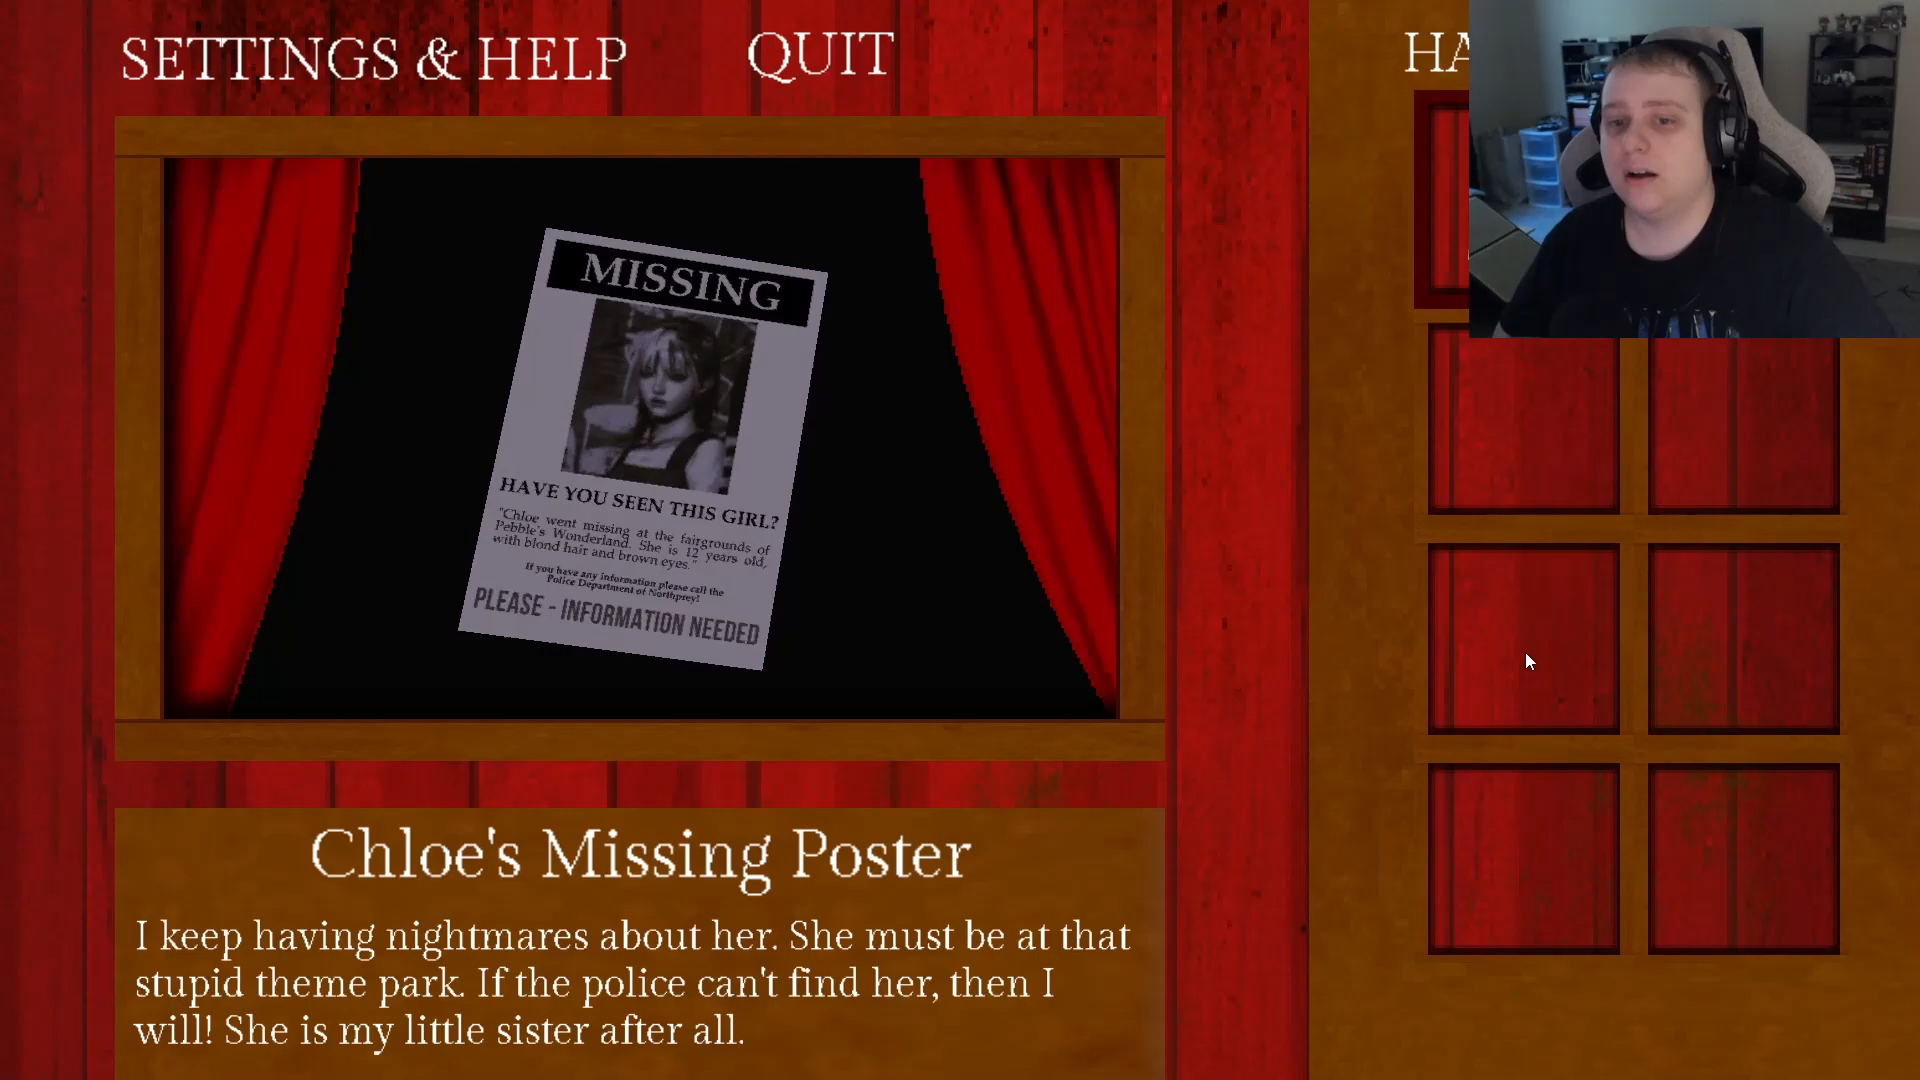 SETTINGS & HELP
QUIT
HA
MISSING
HAVE YOU SEEN THIS GIRL?
"Chloe went missing at the fairgrounds of
Pebble's Wonderland. She is 12 years old,
with blond hair and brown eyes."
If you have any information please call the
Police Department of Northprey!
PLEASE - INFORMATION NEEDED
Chloe's Missing Poster
I keep having nightmares about her. She must be at that
stupid theme park. If the police can't find her, then I
will! She is my little sister after all.